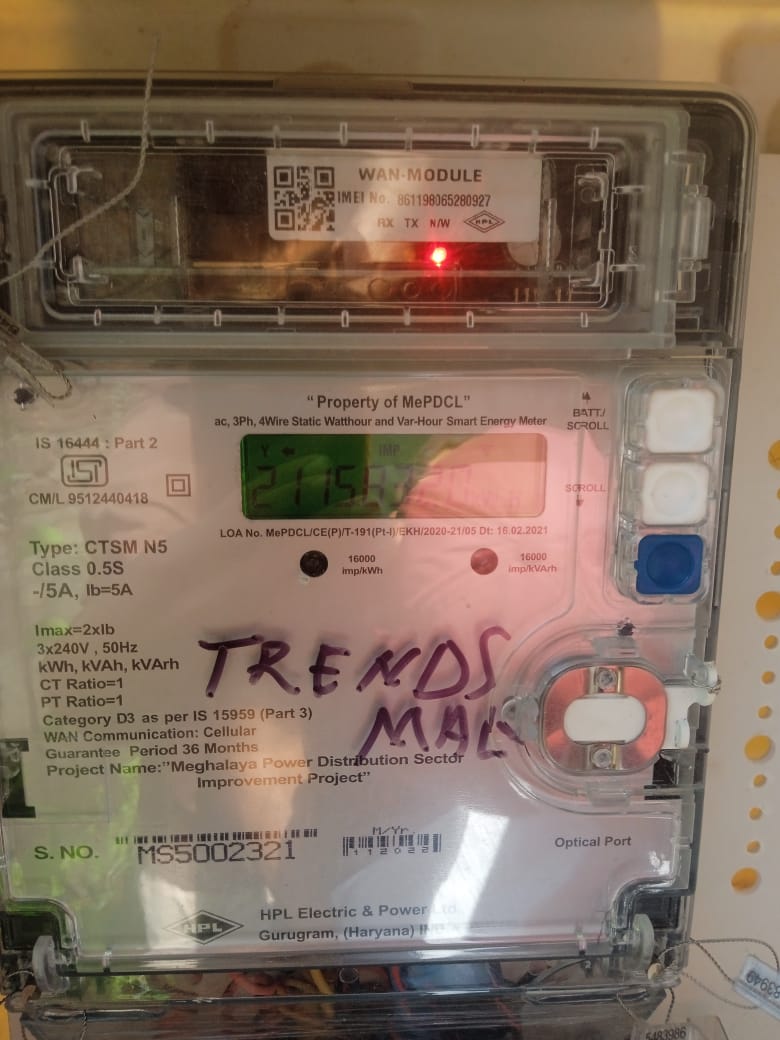 WAN-MODULE
IMEI No. 861198065280927
RX TX N/W HPL
"Property of MePDCL"
ac, 3Ph, 4Wire Static Watthour and Var-Hour Smart Energy Meter
BATT./
SCROLL
IS 16444 : Part 2
ISI
CM/L 9512440418
Y IMP
SCROLL
LOA No. MePDCL/CE(P)/T-191(Pt-I)/EKH/2020-21/05 Dt: 16.02.2021
16000
imp/kWh
16000
imp/kVArh
Type: CTSM N5
Class 0.5S
-/5A, Ib=5A
Imax=2xIb
3x240V , 50Hz
kWh, kVAh, kVArh
CT Ratio=1
PT Ratio=1
Category D3 as per IS 15959 (Part 3)
WAN Communication: Cellular
Guarantee Period 36 Months
Project Name:"Meghalaya Power Distribution Sector
Improvement Project"
TRENDS
MALL
S. NO. MS5002321
M/Yr.
112022
Optical Port
HPL
HPL Electric & Power Ltd.
Gurugram, (Haryana)
5483986